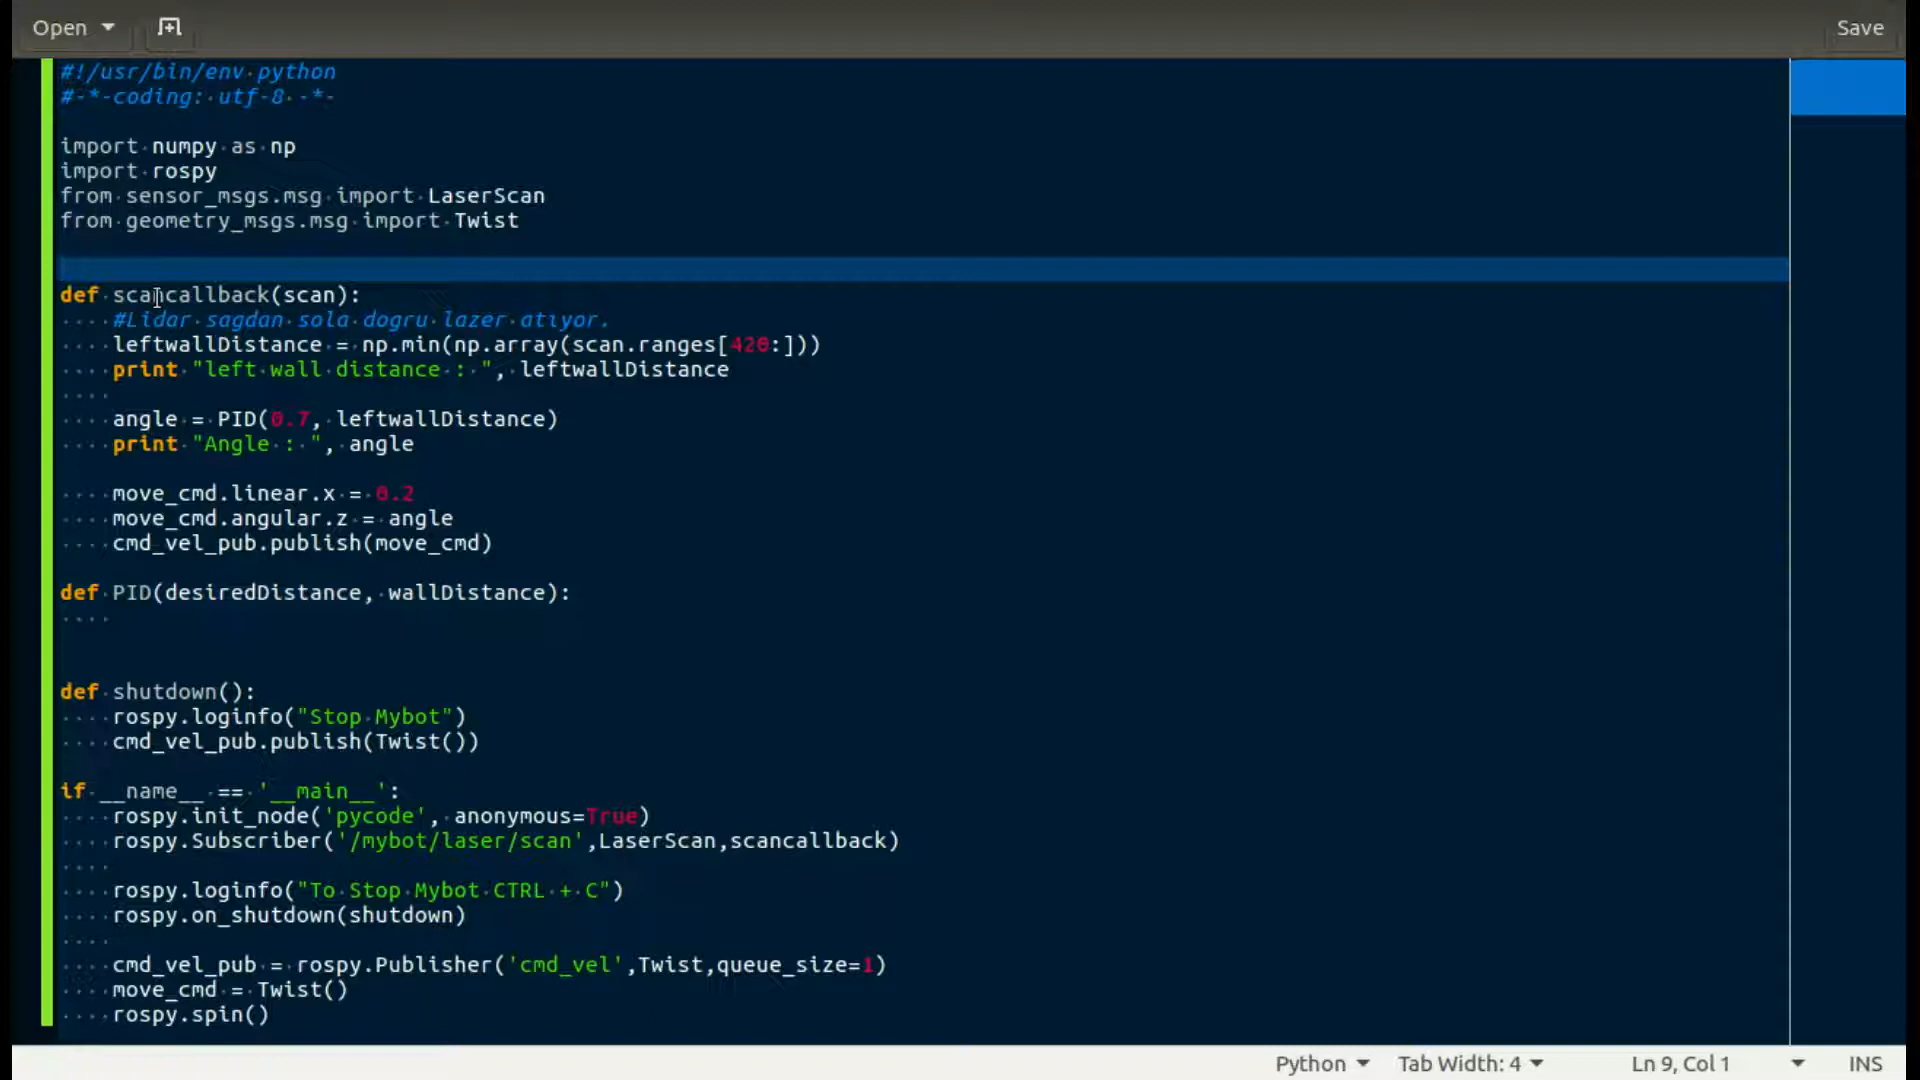 Open
Save
#!/usr/bin/env python
#-*-coding: utf-8 -*-
import numpy as np
import rospy
from sensor_msgs.msg import LaserScan
from geometry_msgs.msg import Twist
def scancallback(scan):
#Lidar sagdan sola dogru lazer atıyor.
leftwallDistance = np.min(np.array(scan.ranges[420:]))
print "left wall distance : ", leftwallDistance
angle = PID(0.7, leftwallDistance)
print "Angle : ", angle
move_cmd.linear.x = 0.2
move_cmd.angular.z = angle
cmd_vel_pub.publish(move_cmd)
def PID(desiredDistance, wallDistance):
def shutdown():
rospy.loginfo("Stop Mybot")
cmd_vel_pub.publish(Twist())
if __name__ == '__main__':
rospy.init_node('pycode', anonymous=True)
rospy.Subscriber('/mybot/laser/scan',LaserScan,scancallback)
rospy.loginfo("To Stop Mybot CTRL + C")
rospy.on_shutdown(shutdown)
cmd_vel_pub = rospy.Publisher('cmd_vel',Twist,queue_size=1)
move_cmd = Twist()
rospy.spin()
Python Tab Width: 4 Ln 9, Col 1 INS